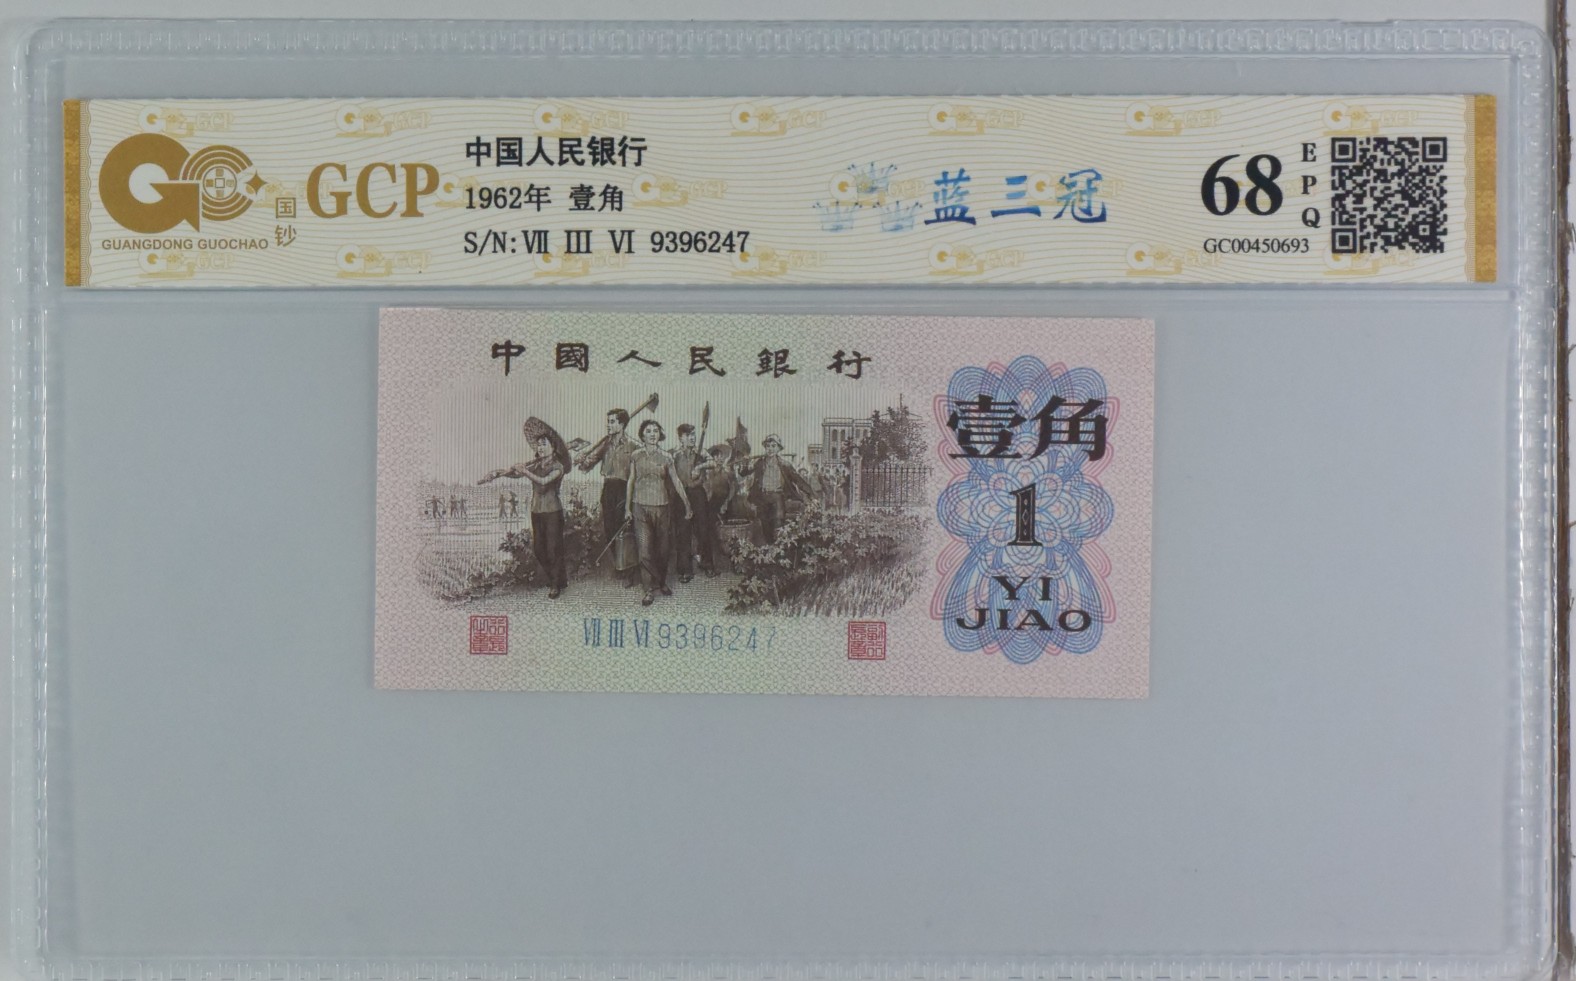 GCP
国钞
GUANGDONG GUOCHAO
中国人民银行
1962年 壹角
S/N: Ⅶ Ⅲ Ⅵ 9396247
蓝三冠
68
EPQ
GC00450693
中國人民銀行
壹角
1
YI
JIAO
Ⅶ Ⅲ Ⅵ 9396247